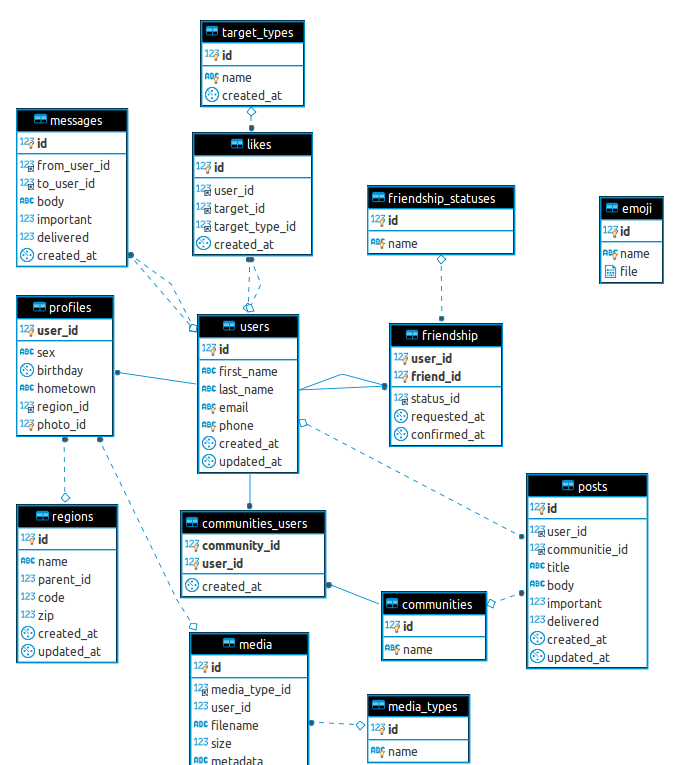 target_types
123 id
ABC name
created_at
messages
123 id
123 from_user_id
123 to_user_id
ABC body
123 important
123 delivered
created_at
likes
123 id
123 user_id
123 target_id
123 target_type_id
created_at
friendship_statuses
123 id
ABC name
emoji
123 id
ABC name
file
profiles
123 user_id
ABC sex
birthday
ABC hometown
123 region_id
123 photo_id
users
123 id
ABC first_name
ABC last_name
ABC email
ABC phone
created_at
updated_at
friendship
123 user_id
123 friend_id
123 status_id
requested_at
confirmed_at
posts
123 id
123 user_id
123 communitie_id
ABC title
ABC body
123 important
123 delivered
created_at
updated_at
regions
123 id
ABC name
123 parent_id
123 code
123 zip
created_at
updated_at
communities_users
123 community_id
123 user_id
created_at
communities
123 id
ABC name
media
123 id
123 media_type_id
123 user_id
ABC filename
123 size
ABC metadata
media_types
123 id
ABC name